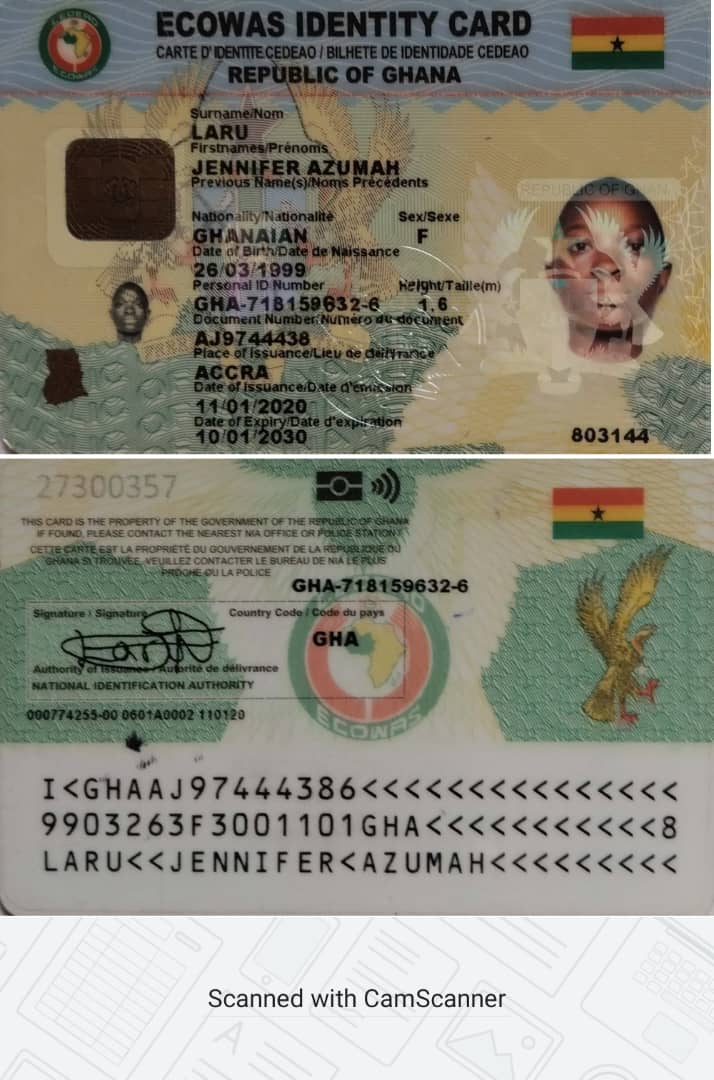 ECOWAS IDENTITY CARD
CARTE D' IDENTITE CEDEAO / BILHETE DE IDENTIDADE CEDEAO
REPUBLIC OF GHANA
ECOWAS
Surname/Nom
LARU
Firstnames/Prénoms
JENNIFER AZUMAH
Previous Name(s)/Noms Précédents
REPUBLIC OF GHANA
Nationality/Nationalité Sex/Sexe
GHANAIAN F
Date of Birth/Date de Naissance
26/03/1999
Personal ID Number Height/Taille(m)
GHA-718159632-6 1.6
Document Number/Numéro du document
AJ9744438
Place of Issuance/Lieu de délivrance
ACCRA
Date of Issuance/Date d'émission
11/01/2020
Date of Expiry/Date d'expiration
10/01/2030
803144
27300357
THIS CARD IS THE PROPERTY OF THE GOVERNMENT OF THE REPUBLIC OF GHANA
IF FOUND, PLEASE CONTACT THE NEAREST NIA OFFICE OR POLICE STATION
CETTE CARTE EST LA PROPRIÉTÉ DU GOUVERNEMENT DE LA REPUBLIQUE DU
GHANA SI TROUVEE, VEUILLEZ CONTACTER LE BUREAU DE NIA LE PLUS
PROCHE OU LA POLICE
GHA-718159632-6
Signature / Signature Country Code / Code du pays
GHA
Authority of Issuance / Autorité de délivrance
NATIONAL IDENTIFICATION AUTHORITY
ECOWAS
000774255-00 0601A0002 110120
I<GHAAJ97444386<<<<<<<<<<<<<<<
9903263F3001101GHA<<<<<<<<<<<8
LARU<<JENNIFER<AZUMAH<<<<<<<<<
Scanned with CamScanner